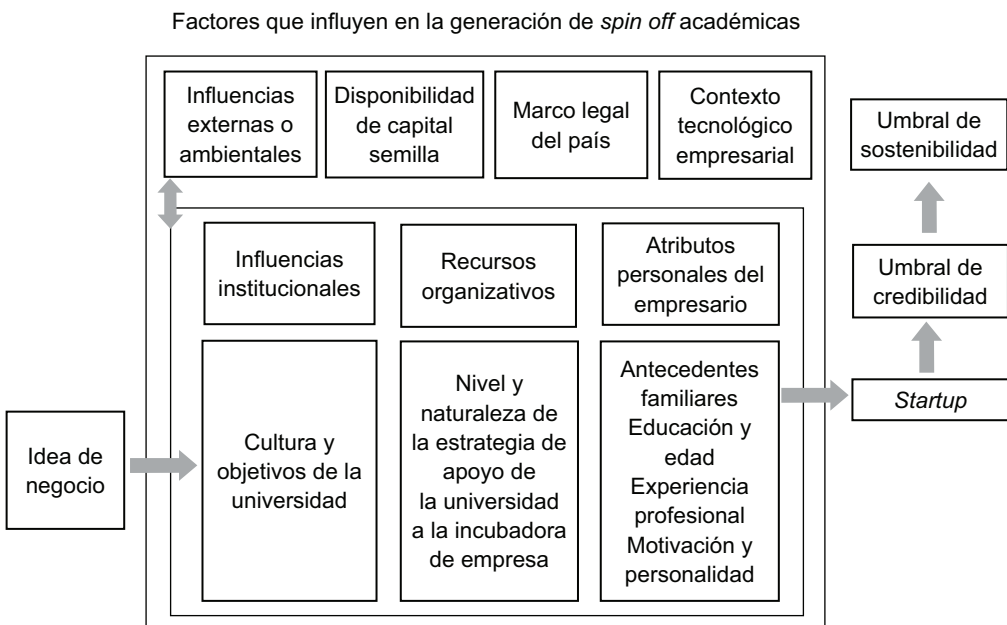 Factores que influyen en la generación de spin off académicas
Influencias
externas o
ambientales
Disponibilidad
de capital
semilla
Marco legal
del país
Contexto
tecnológico
empresarial
Umbral de
sostenibilidad
Influencias
institucionales
Recursos
organizativos
Atributos
personales del
empresario
Umbral de
credibilidad
Idea de
negocio
Cultura y
objetivos de la
universidad
Nivel y
naturaleza de
la estrategia de
apoyo de
la universidad
a la incubadora
de empresa
Antecedentes
familiares
Educación y
edad
Experiencia
profesional
Motivación y
personalidad
Startup